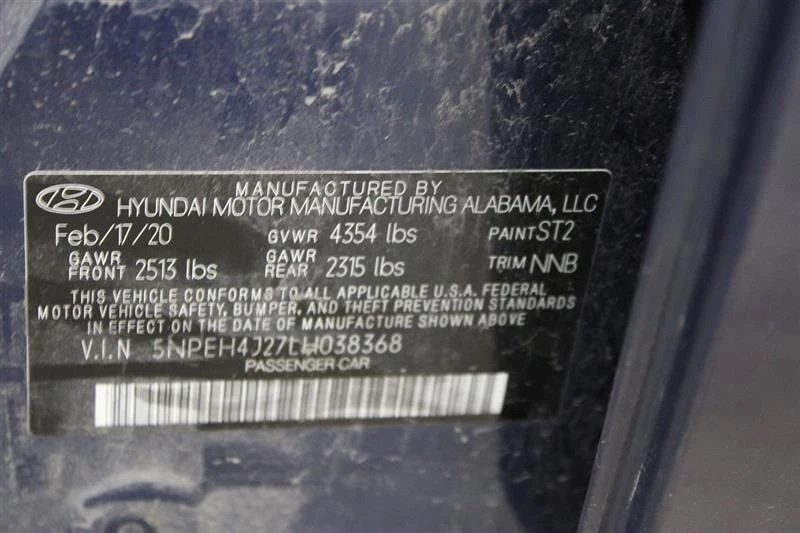 MANUFACTURED BY
HYUNDAI MOTOR MANUFACTURING ALABAMA, LLC
Feb/17/20 GVWR 4354 lbs PAINT ST2
GAWR FRONT 2513 lbs GAWR REAR 2315 lbs TRIM NNB
THIS VEHICLE CONFORMS TO ALL APPLICABLE U.S.A. FEDERAL
MOTOR VEHICLE SAFETY, BUMPER, AND THEFT PREVENTION STANDARDS
IN EFFECT ON THE DATE OF MANUFACTURE SHOWN ABOVE
V.I.N 5NPEH4J27LH038368
PASSENGER CAR